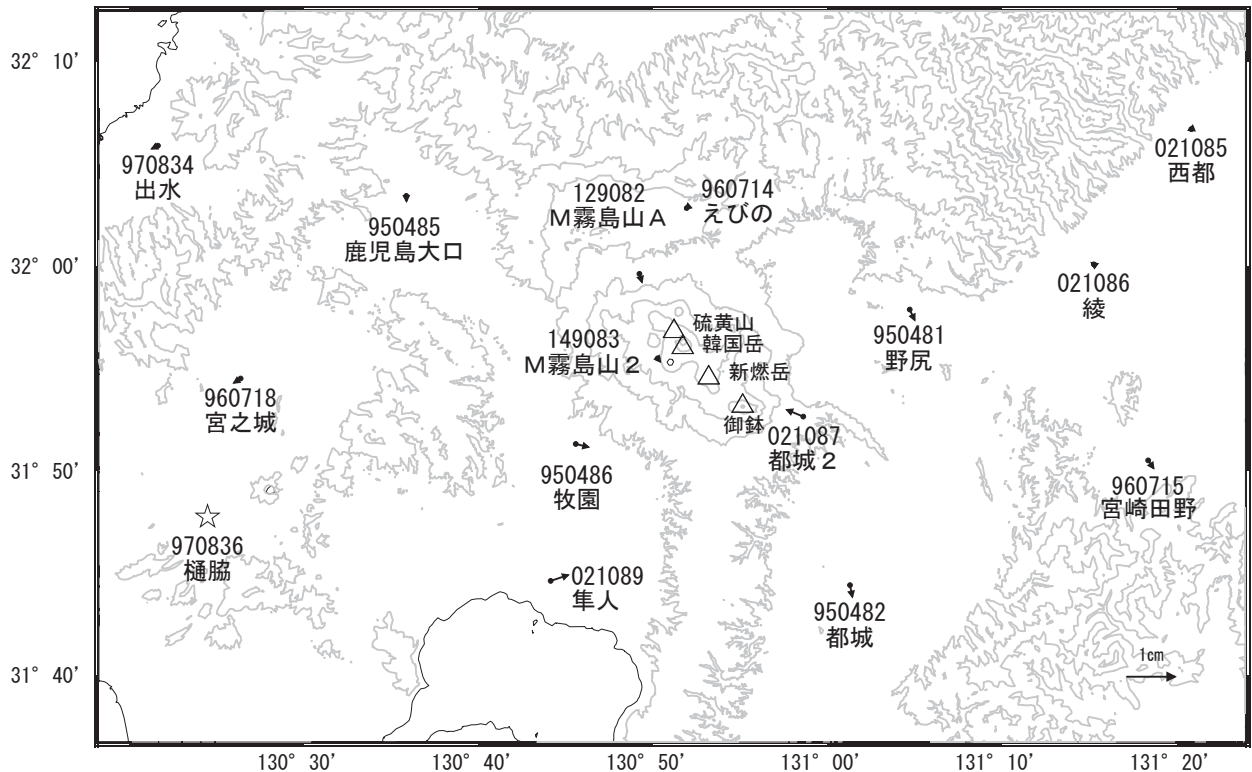 32° 10'
970834
出水
950485
鹿児島大口
129082
M霧島山A
960714
えびの
021085
西都
32° 00'
021086
綾
149083
M霧島山2
硫黄山
韓国岳
新燃岳
御鉢
950481
野尻
960718
宮之城
021087
都城2
31° 50'
950486
牧園
960715
宮崎田野
970836
樋脇
021089
隼人
950482
都城
31° 40'
1cm
130° 30'
130° 40'
130° 50'
131° 00'
131° 10'
131° 20'